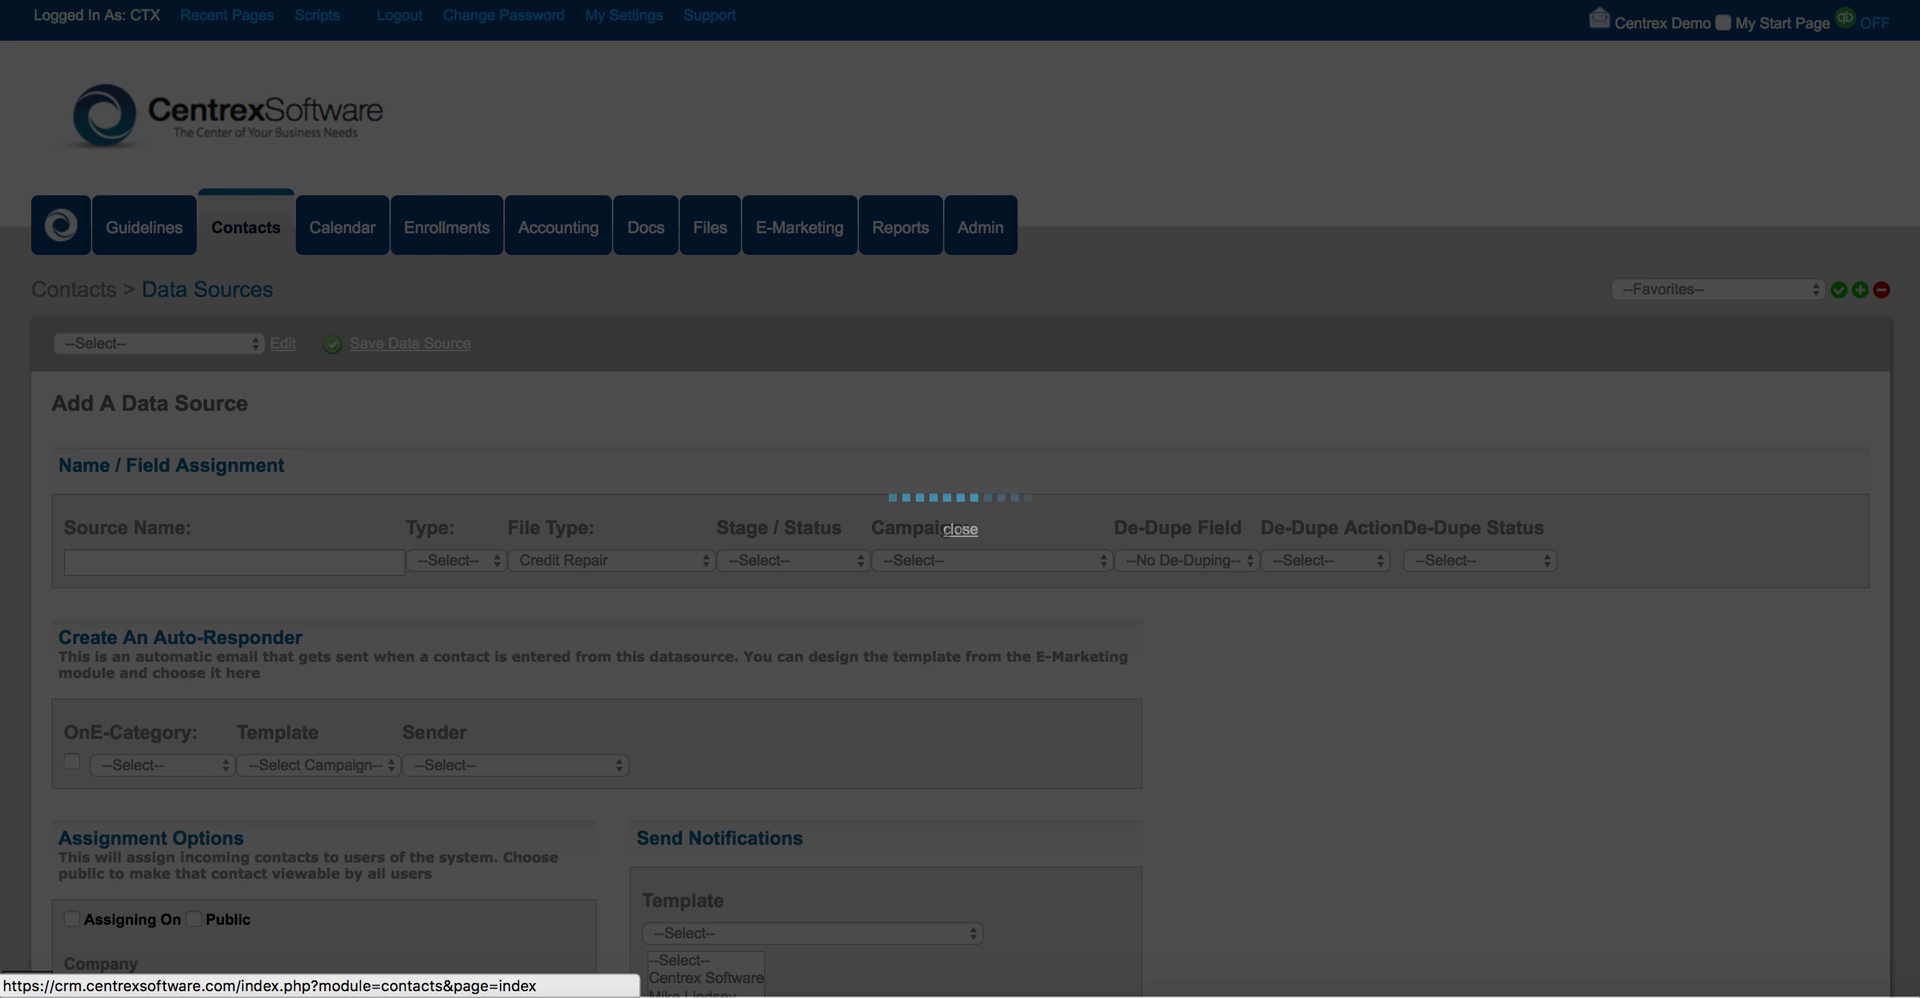 Logged In As: CTX Recent Pages Scripts Logout Change Password My Settings Support Centrex Demo My Start Page qb OFF
CentrexSoftware
The Center of Your Business Needs
Guidelines Contacts Calendar Enrollments Accounting Docs Files E-Marketing Reports Admin
Contacts > Data Sources --Favorites--
--Select-- Edit Save Data Source
Add A Data Source
Name / Field Assignment
Source Name: Type: File Type: Stage / Status Campaign De-Dupe Field De-Dupe Action De-Dupe Status
close
--Select-- Credit Repair --Select-- --Select-- --No De-Duping-- --Select-- --Select--
Create An Auto-Responder
This is an automatic email that gets sent when a contact is entered from this datasource. You can design the template from the E-Marketing
module and choose it here
On E-Category: Template Sender
--Select-- --Select Campaign-- --Select--
Assignment Options
This will assign incoming contacts to users of the system. Choose
public to make that contact viewable by all users
Assigning On Public
Company
Send Notifications
Template
--Select--
--Select--
Centrex Software
Mike Lindsey
https://crm.centrexsoftware.com/index.php?module=contacts&page=index